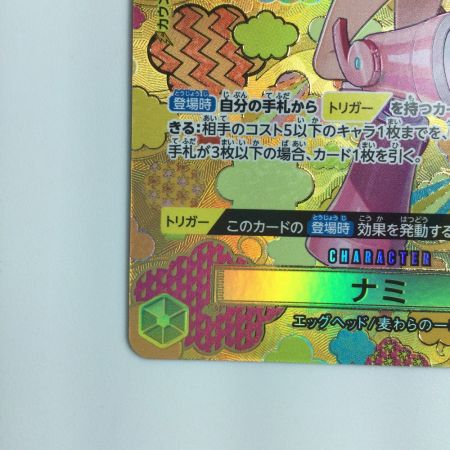 カウン
登場時 自分の手札から トリガー を持つカー
きる:相手のコスト5以下のキャラ1枚までを、
手札が3枚以下の場合、カード1枚を引く。
トリガー このカードの 登場時 効果を発動する
CHARACTER
ナミ
エッグヘッド/麦わらの一